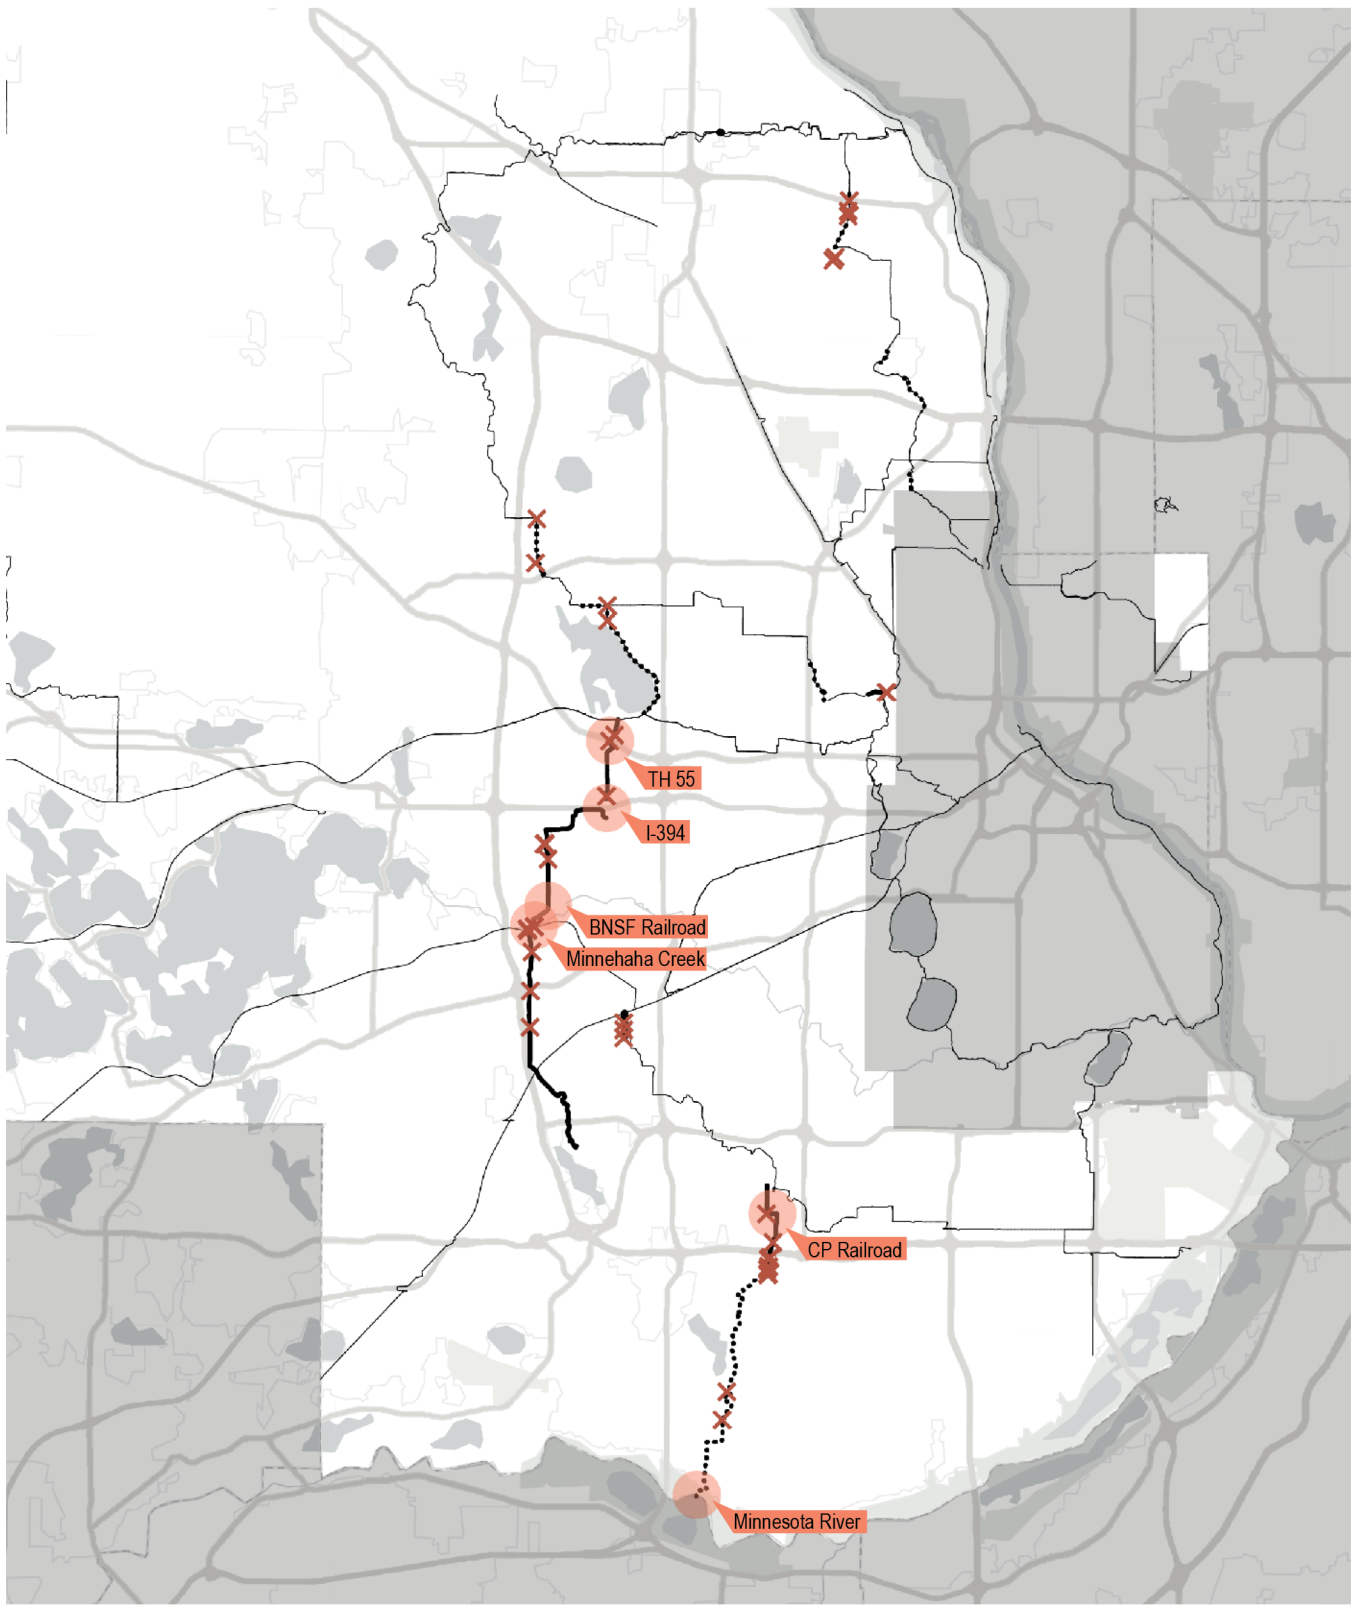 TH 55
I-394
BNSF Railroad
Minnehaha Creek
CP Railroad
Minnesota River